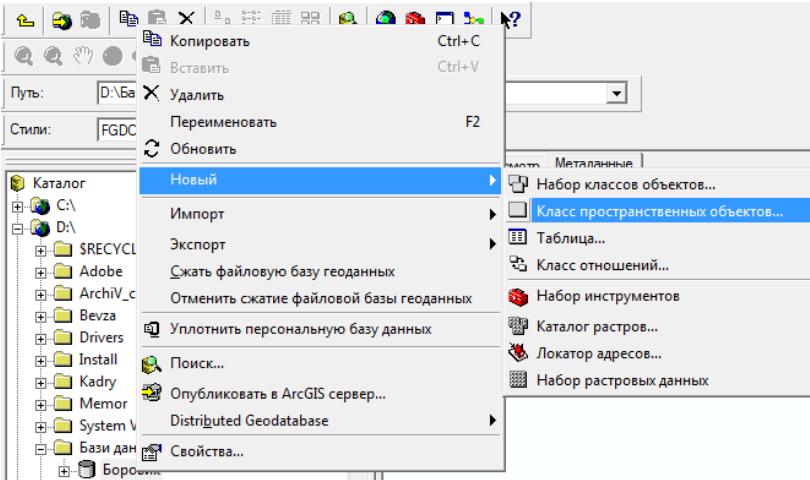 Путь:
D:\Ба
Стили:
FGDC
Метаданные
Каталог
C:\
D:\
$RECYCL
Adobe
ArchiV_c
Bevza
Drivers
Install
Kadry
Memor
System V
Бази дан
Боровик
Копировать Ctrl+C
Вставить Ctrl+V
Удалить
Переименовать F2
Обновить
Новый
Импорт
Экспорт
Сжать файловую базу геоданных
Отменить сжатие файловой базы геоданных
Уплотнить персональную базу данных
Поиск...
Опубликовать в ArcGIS сервер...
Distributed Geodatabase
Свойства...
Набор классов объектов...
Класс пространственных объектов...
Таблица...
Класс отношений...
Набор инструментов
Каталог растров...
Локатор адресов...
Набор растровых данных